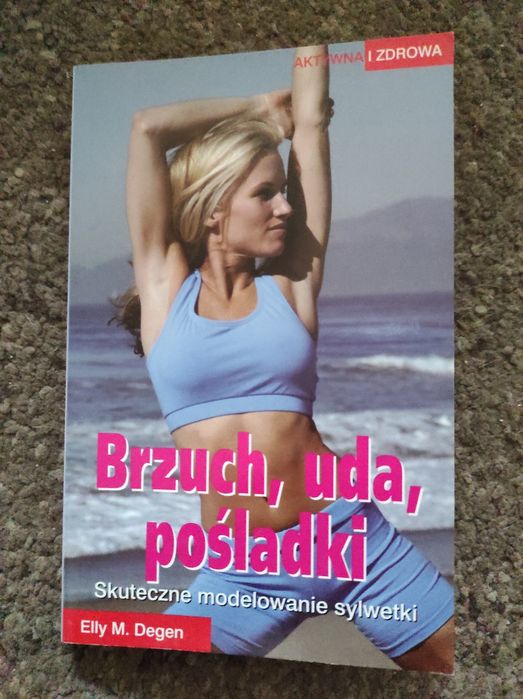 AKTYWNA I ZDROWA
Brzuch, uda,
pośladki
Skuteczne modelowanie sylwetki
Elly M. Degen